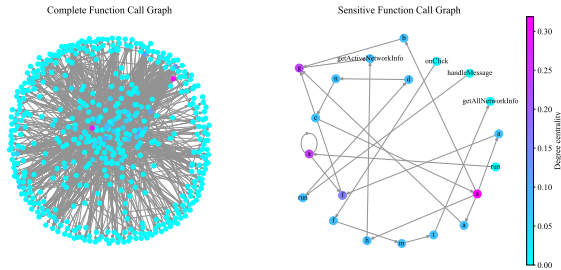 Complete Function Call Graph
Sensitive Function Call Graph
b
g
getActiveNetworkInfo
onClick
handleMessage
n
d
getAllNetworkInfo
c
a
run
run
f
f
a
h
m
t
0.30
0.25
0.20
0.15
0.10
0.05
0.00
Degree centrality